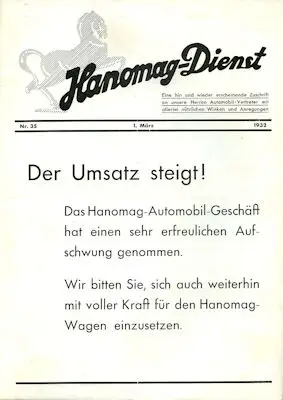 Hanomag-Dienst
Eine hin und wieder erscheinende Zuschrift
an unsere Herren Automobil-Vertreter mit
allerlei nützlichen Winken und Anregungen
Nr. 35 1. März 1932
Der Umsatz steigt!
Das Hanomag-Automobil-Geschäft
hat einen sehr erfreulichen Auf-
schwung genommen.
Wir bitten Sie, sich auch weiterhin
mit voller Kraft für den Hanomag-
Wagen einzusetzen.